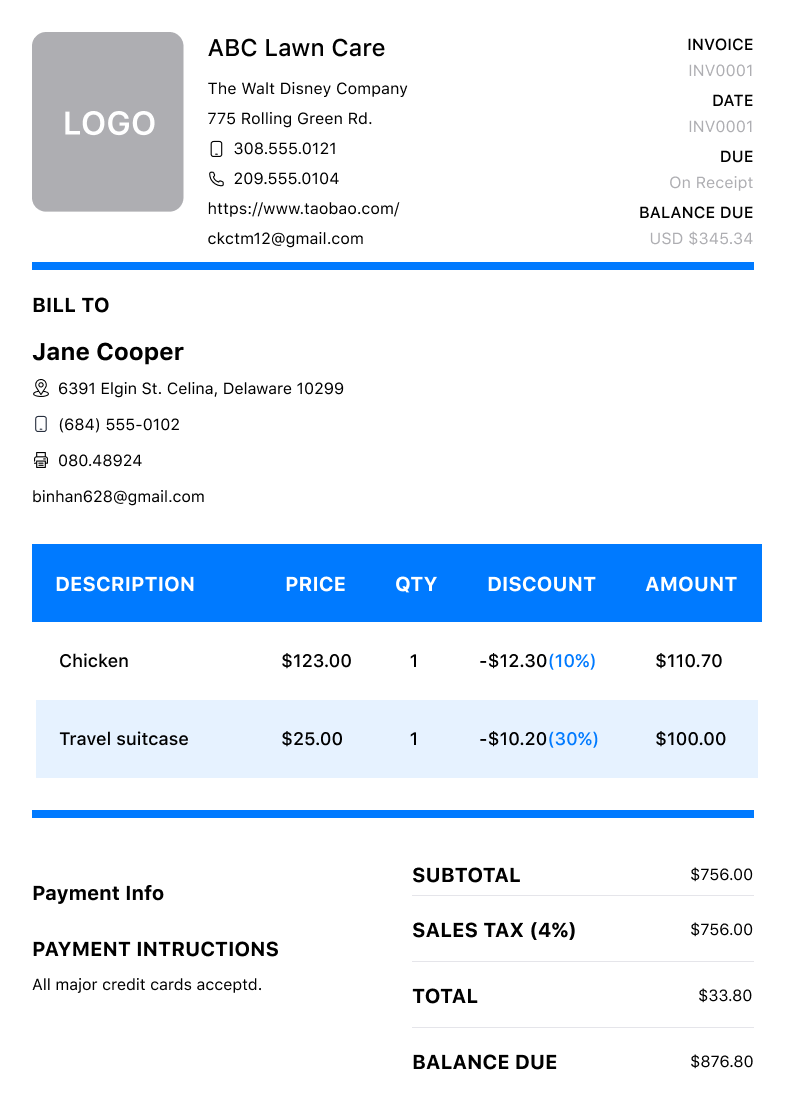 LOGO
ABC Lawn Care
The Walt Disney Company
775 Rolling Green Rd.
308.555.0121
209.555.0104
https://www.taobao.com/
ckctm12@gmail.com
INVOICE
INV0001
DATE
INV0001
DUE
On Receipt
BALANCE DUE
USD $345.34
BILL TO
Jane Cooper
6391 Elgin St. Celina, Delaware 10299
(684) 555-0102
080.48924
binhan628@gmail.com
DESCRIPTION PRICE QTY DISCOUNT AMOUNT
Chicken $123.00 1 -$12.30(10%) $110.70
Travel suitcase $25.00 1 -$10.20(30%) $100.00
Payment Info
PAYMENT INTRUCTIONS
All major credit cards acceptd.
SUBTOTAL $756.00
SALES TAX (4%) $756.00
TOTAL $33.80
BALANCE DUE $876.80